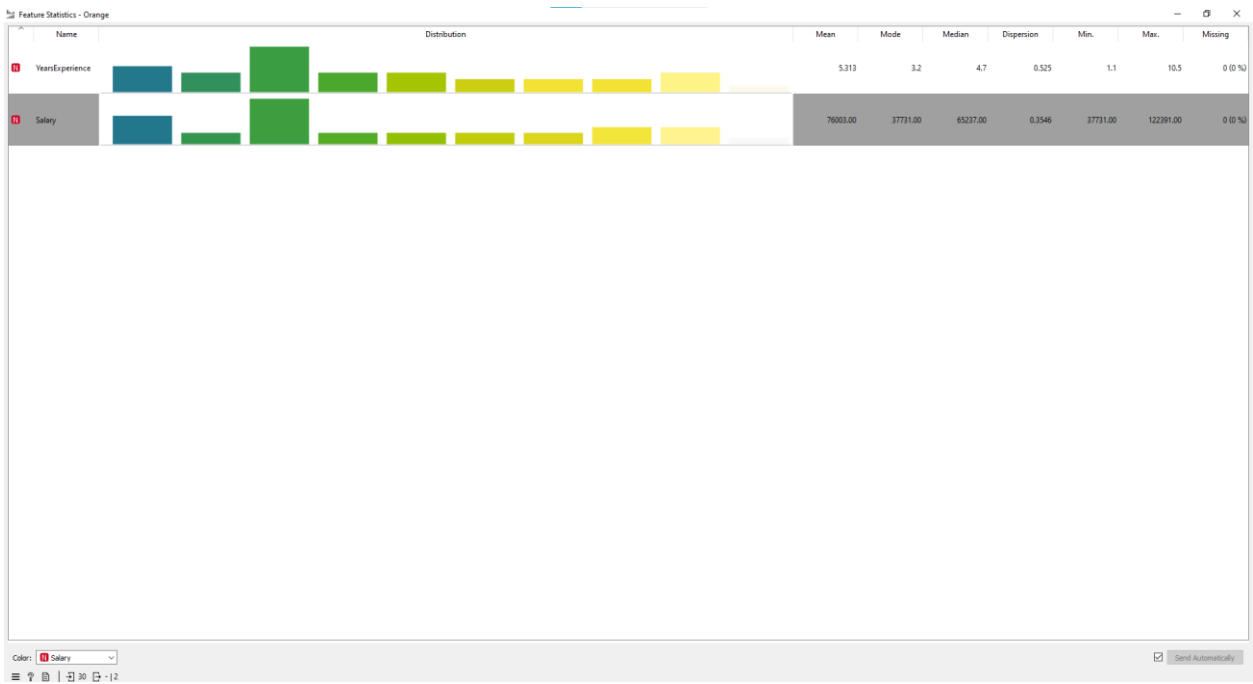 Feature Statistics - Orange
Name Distribution Mean Mode Median Dispersion Min. Max. Missing
N YearsExperience 5.313 3.2 4.7 0.525 1.1 10.5 0 (0 %)
N Salary 76003.00 37731.00 65237.00 0.3546 37731.00 122391.00 0 (0 %)
Color: N Salary Send Automatically
? 30 - | 2